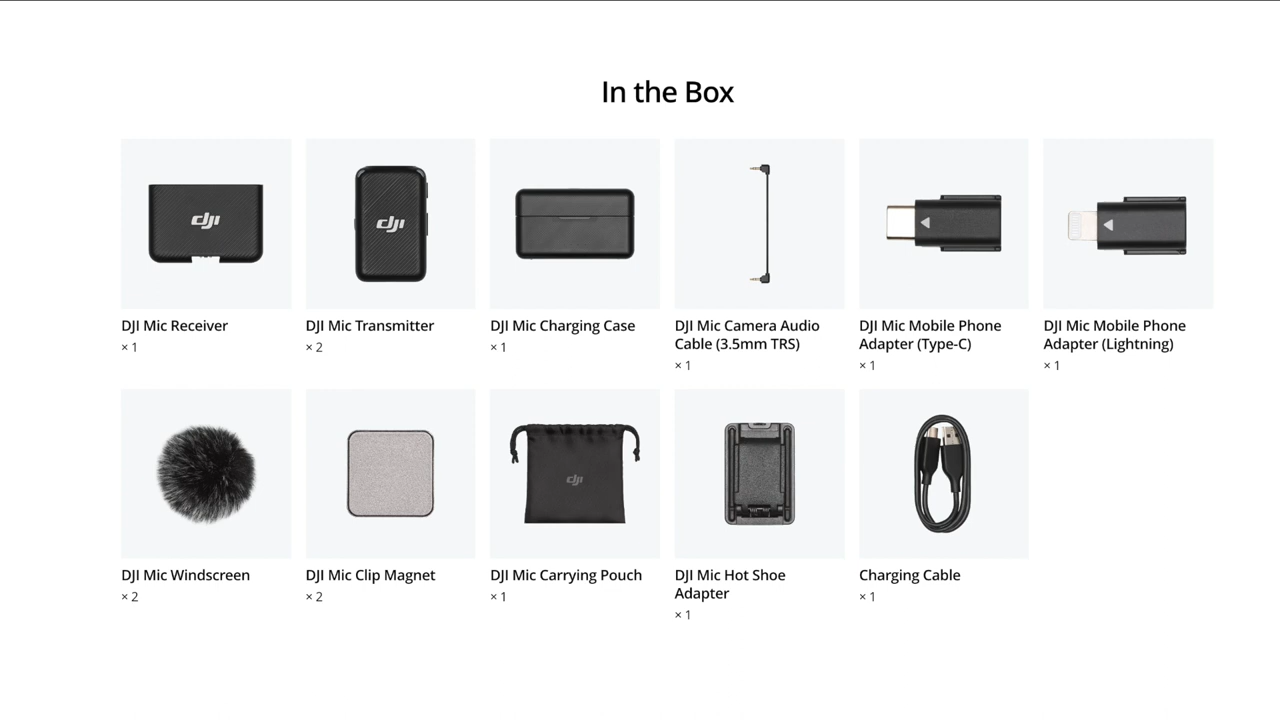 In the Box
dji
dji
DJI Mic Receiver
× 1
DJI Mic Transmitter
× 2
DJI Mic Charging Case
× 1
DJI Mic Camera Audio
Cable (3.5mm TRS)
× 1
DJI Mic Mobile Phone
Adapter (Type-C)
× 1
DJI Mic Mobile Phone
Adapter (Lightning)
× 1
dji
DJI Mic Windscreen
× 2
DJI Mic Clip Magnet
× 2
DJI Mic Carrying Pouch
× 1
DJI Mic Hot Shoe
Adapter
× 1
Charging Cable
× 1